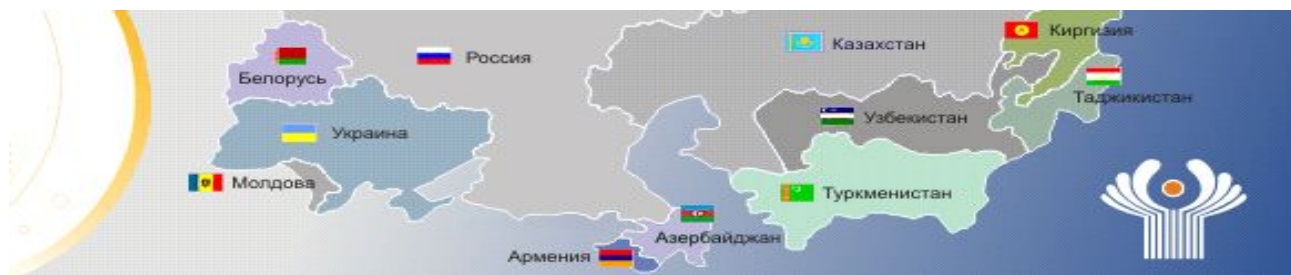 Киргизия
Казахстан
Россия
Белорусь
Таджикистан
Узбекистан
Украина
Молдова
Туркменистан
Азербайджан
Армения